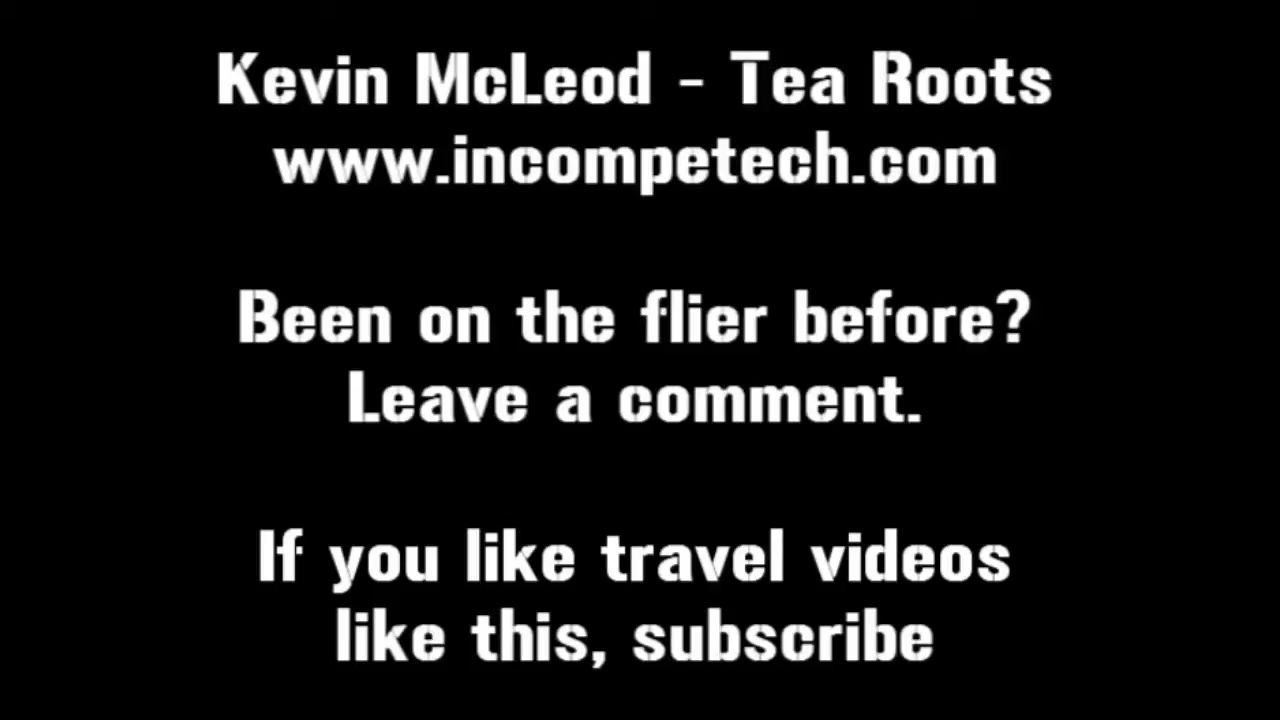 Kevin McLeod - Tea Roots
www.incompetech.com
Been on the flier before?
Leave a comment.
If you like travel videos
like this, subscribe